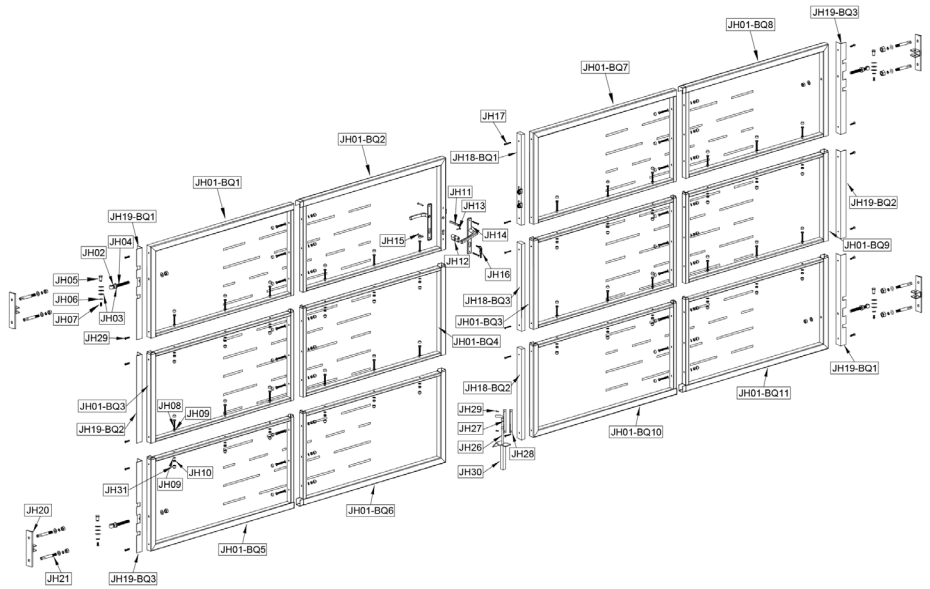 JH19-BQ3
JH01-BQ8
JH01-BQ7
JH17
JH01-BQ2
JH18-BQ1
JH01-BQ1
JH11
JH13
JH19-BQ2
JH19-BQ1
JH04
JH02
JH15
JH14
JH12
JH16
JH01-BQ9
JH05
JH06
JH03
JH07
JH18-BQ3
JH01-BQ3
JH29
JH01-BQ4
JH19-BQ1
JH18-BQ2
JH01-BQ11
JH01-BQ3
JH08
JH09
JH19-BQ2
JH29
JH27
JH26
JH28
JH01-BQ10
JH10
JH09
JH31
JH30
JH20
JH01-BQ6
JH01-BQ5
JH21
JH19-BQ3